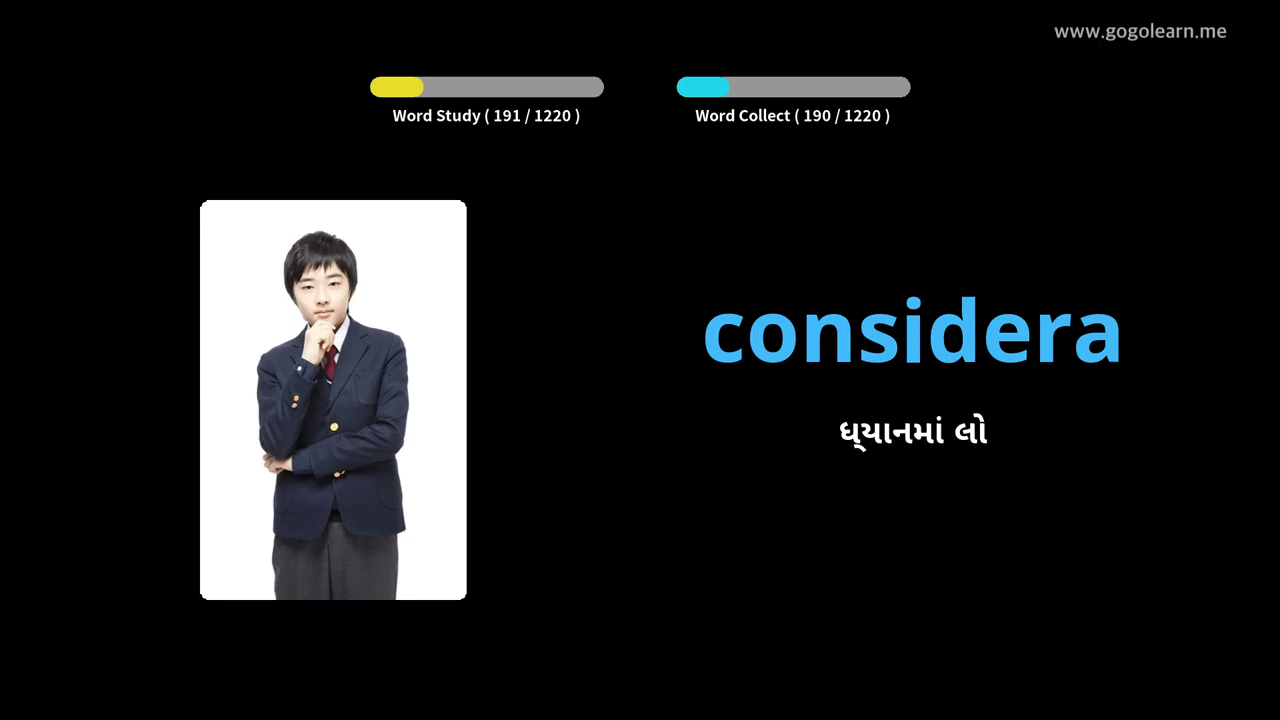 www.gogolearn.me
Word Study ( 191 / 1220 )
Word Collect ( 190 / 1220 )
considera
ધ્યાનમાં લો